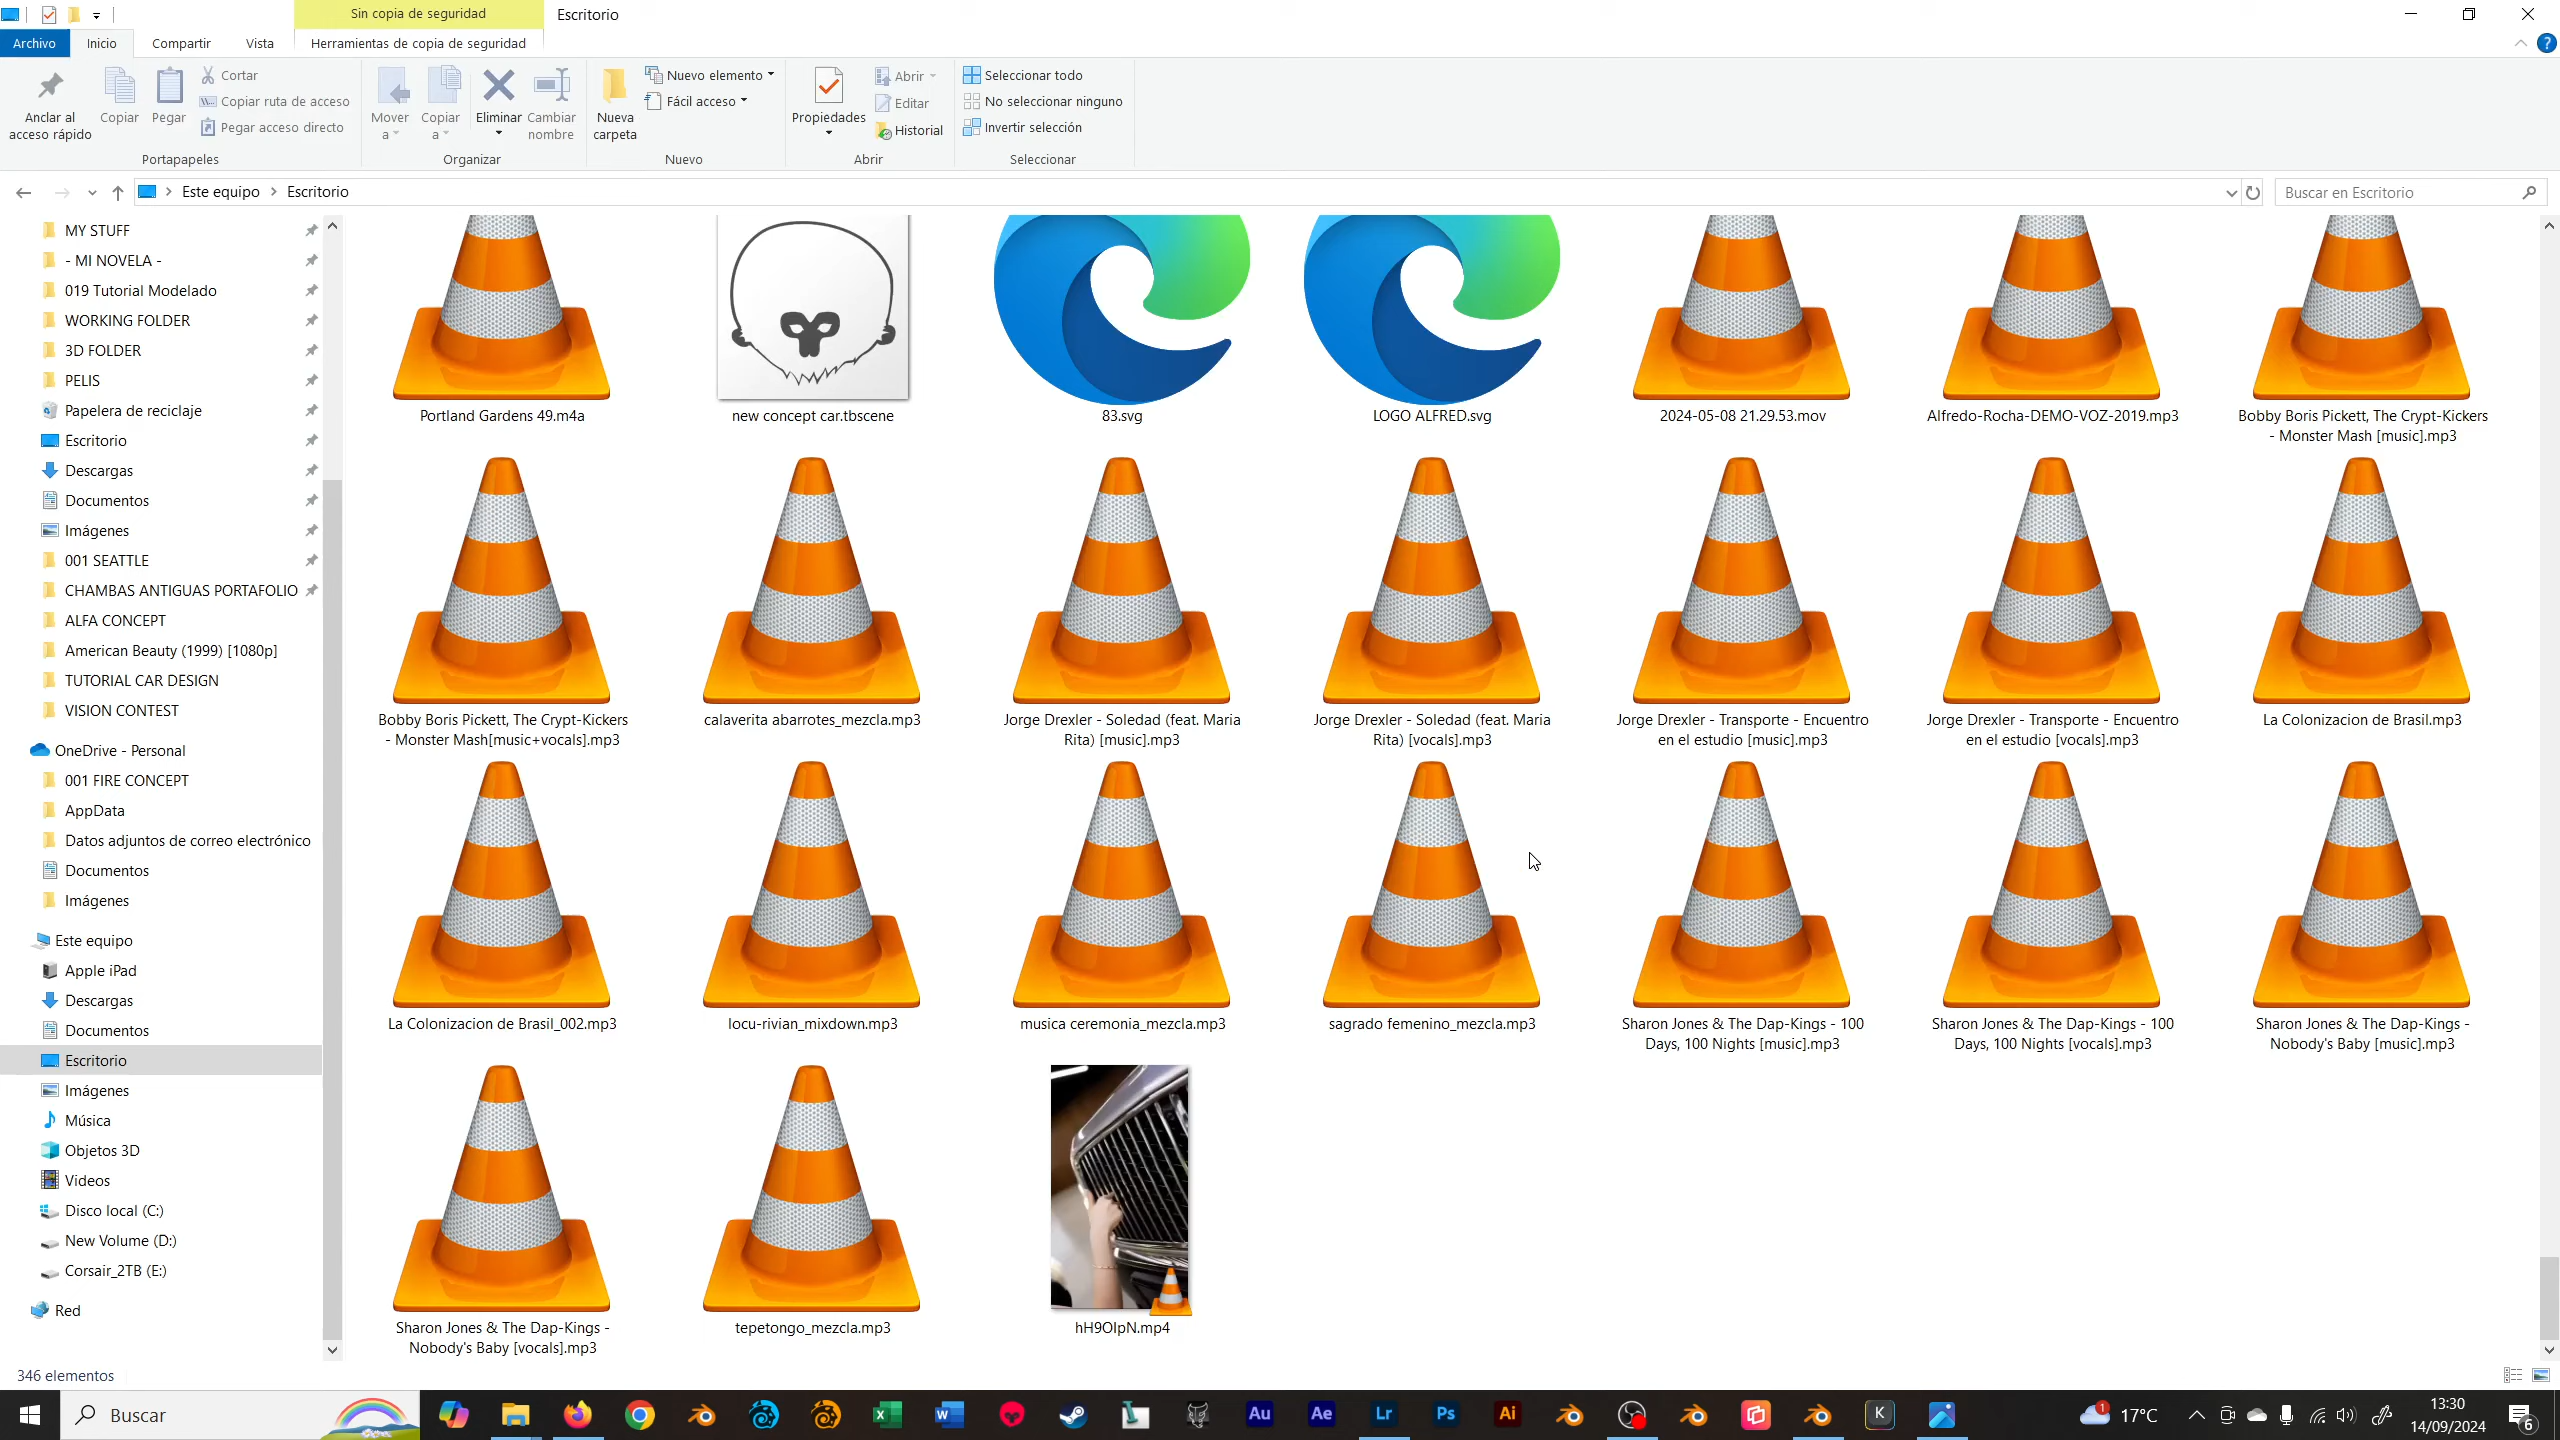 Sin copia de seguridad
Escritorio
Archivo
Inicio
Compartir
Vista
Herramientas de copia de seguridad
Anclar al
acceso rápido
Copiar
Pegar
Cortar
Copiar ruta de acceso
Pegar acceso directo
Portapapeles
Mover
a
Copiar
a
Eliminar
Cambiar
nombre
Organizar
Nueva
carpeta
Nuevo elemento
Fácil acceso
Nuevo
Propiedades
Abrir
Editar
Historial
Abrir
Seleccionar todo
No seleccionar ninguno
Invertir selección
Seleccionar
Este equipo
Escritorio
Buscar en Escritorio
MY STUFF
- MI NOVELA -
019 Tutorial Modelado
WORKING FOLDER
3D FOLDER
PELIS
Papelera de reciclaje
Escritorio
Descargas
Documentos
Imágenes
001 SEATTLE
CHAMBAS ANTIGUAS PORTAFOLIO
ALFA CONCEPT
American Beauty (1999) [1080p]
TUTORIAL CAR DESIGN
VISION CONTEST
OneDrive - Personal
001 FIRE CONCEPT
AppData
Datos adjuntos de correo electrónico
Documentos
Imágenes
Este equipo
Apple iPad
Descargas
Documentos
Escritorio
Imágenes
Música
Objetos 3D
Videos
Disco local (C:)
New Volume (D:)
Corsair_2TB (E:)
Red
Portland Gardens 49.m4a
new concept car.tbscene
83.svg
LOGO ALFRED.svg
2024-05-08 21.29.53.mov
Alfredo-Rocha-DEMO-VOZ-2019.mp3
Bobby Boris Pickett, The Crypt-Kickers
- Monster Mash [music].mp3
Bobby Boris Pickett, The Crypt-Kickers
- Monster Mash[music+vocals].mp3
calaverita abarrotes_mezcla.mp3
Jorge Drexler - Soledad (feat. Maria
Rita) [music].mp3
Jorge Drexler - Soledad (feat. Maria
Rita) [vocals].mp3
Jorge Drexler - Transporte - Encuentro
en el estudio [music].mp3
Jorge Drexler - Transporte - Encuentro
en el estudio [vocals].mp3
La Colonizacion de Brasil.mp3
La Colonizacion de Brasil_002.mp3
locu-rivian_mixdown.mp3
musica ceremonia_mezcla.mp3
sagrado femenino_mezcla.mp3
Sharon Jones & The Dap-Kings - 100
Days, 100 Nights [music].mp3
Sharon Jones & The Dap-Kings - 100
Days, 100 Nights [vocals].mp3
Sharon Jones & The Dap-Kings -
Nobody's Baby [music].mp3
Sharon Jones & The Dap-Kings -
Nobody's Baby [vocals].mp3
tepetongo_mezcla.mp3
hH9OlpN.mp4
346 elementos
Buscar
Au
Ae
Lr
Ps
Ai
K
1
17°C
13:30
14/09/2024
6